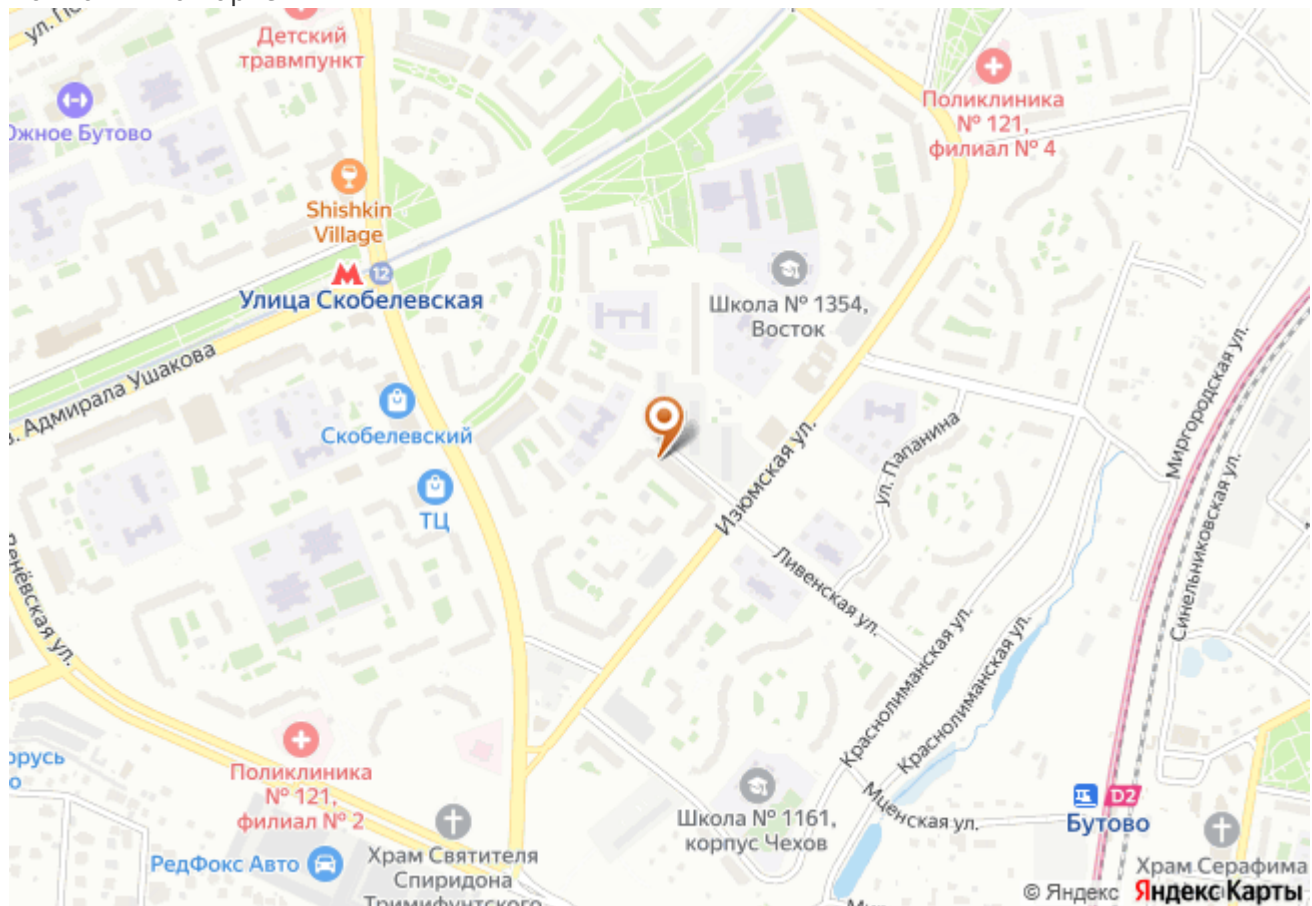 Детский
травмпункт
Поликлиника
№ 121,
филиал № 4
Южное Бутово
Shishkin
Village
12
Улица Скобелевская
Школа № 1354,
Восток
Адмирала Ушакова
Миргородская ул.
Скобелевский
ТЦ
Изюмская ул.
ул. Папанина
Синельниковская ул.
Ливенская ул.
Венёвская ул.
Краснолиманская ул.
Краснолиманская ул.
Поликлиника
№ 121,
филиал № 2
Школа № 1161,
корпус Чехов
Мценская ул.
D2
Бутово
РедФокс Авто
Храм Святителя
Спиридона
Тримифунтского
Храм Серафима
© Яндекс Яндекс Карты